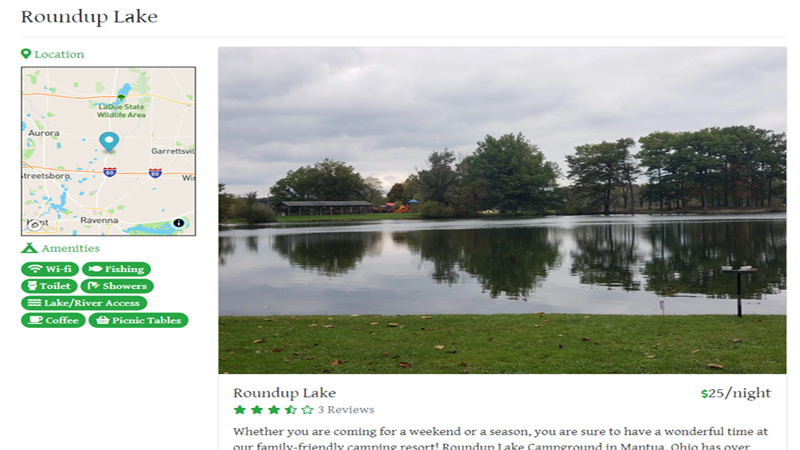 Roundup Lake
Location
LaDue State
Wildlife Area
Aurora
Garrettsvil
Streetsboro
80
80
Win
Kent
Ravenna
Amenities
Wi-fi
Fishing
Toilet
Showers
Lake/River Access
Coffee
Picnic Tables
Roundup Lake
$25/night
3 Reviews
Whether you are coming for a weekend or a season, you are sure to have a wonderful time at
our family-friendly camping resort! Roundup Lake Campground in Mantua, Ohio has over